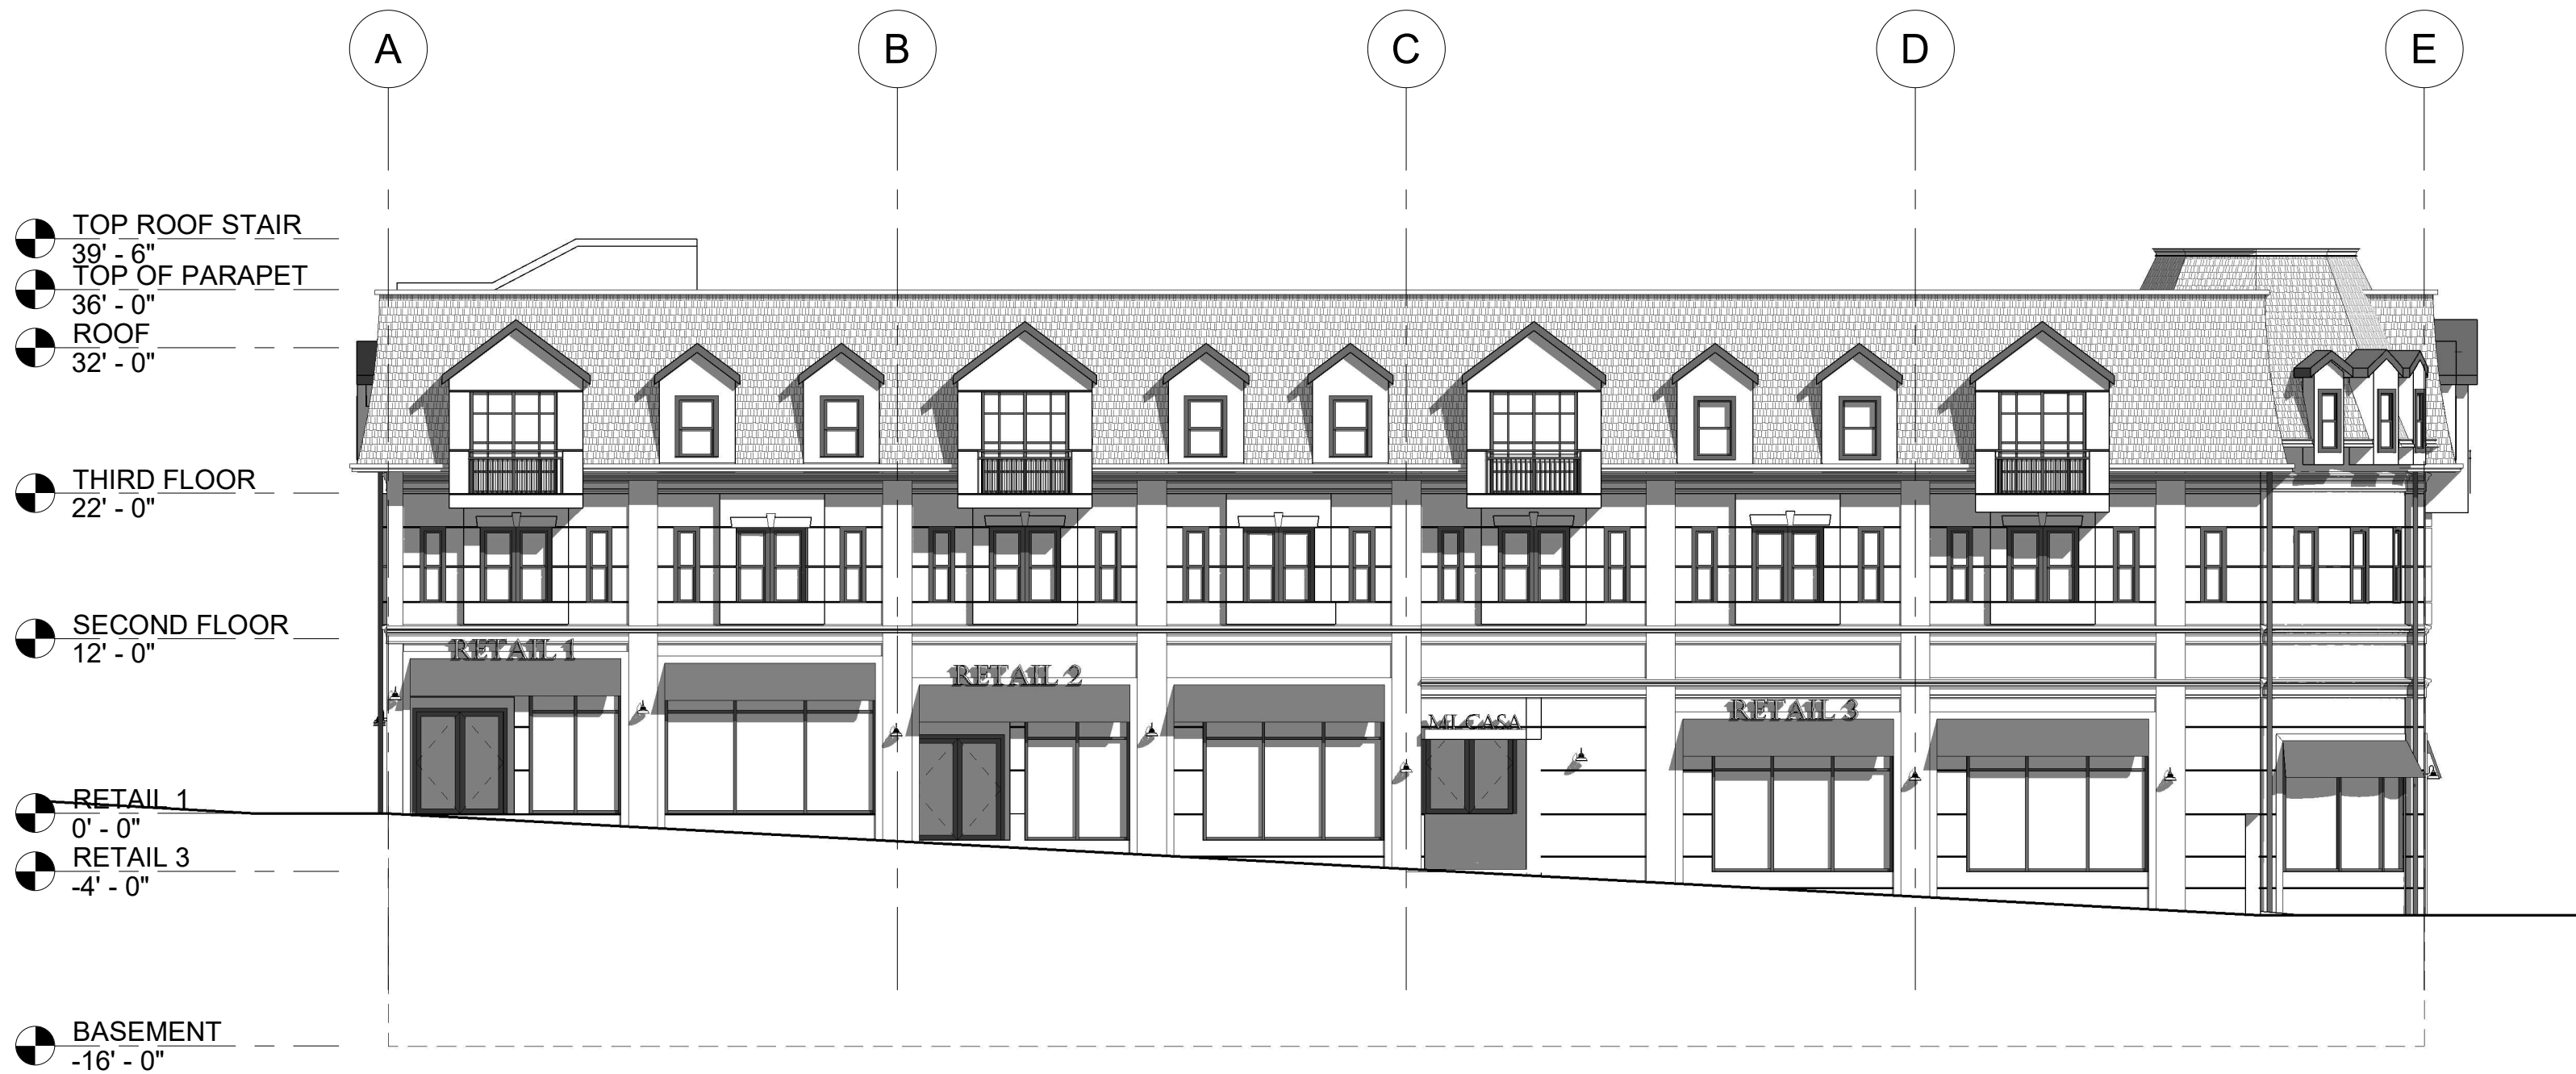 A B C D E
TOP ROOF STAIR
39' - 6"
TOP OF PARAPET
36' - 0"
ROOF
32' - 0"
THIRD FLOOR
22' - 0"
SECOND FLOOR
12' - 0"
RETAIL 1
RETAIL 2
RETAIL 3
MI CASA
RETAIL 1
0' - 0"
RETAIL 3
-4' - 0"
BASEMENT
-16' - 0"